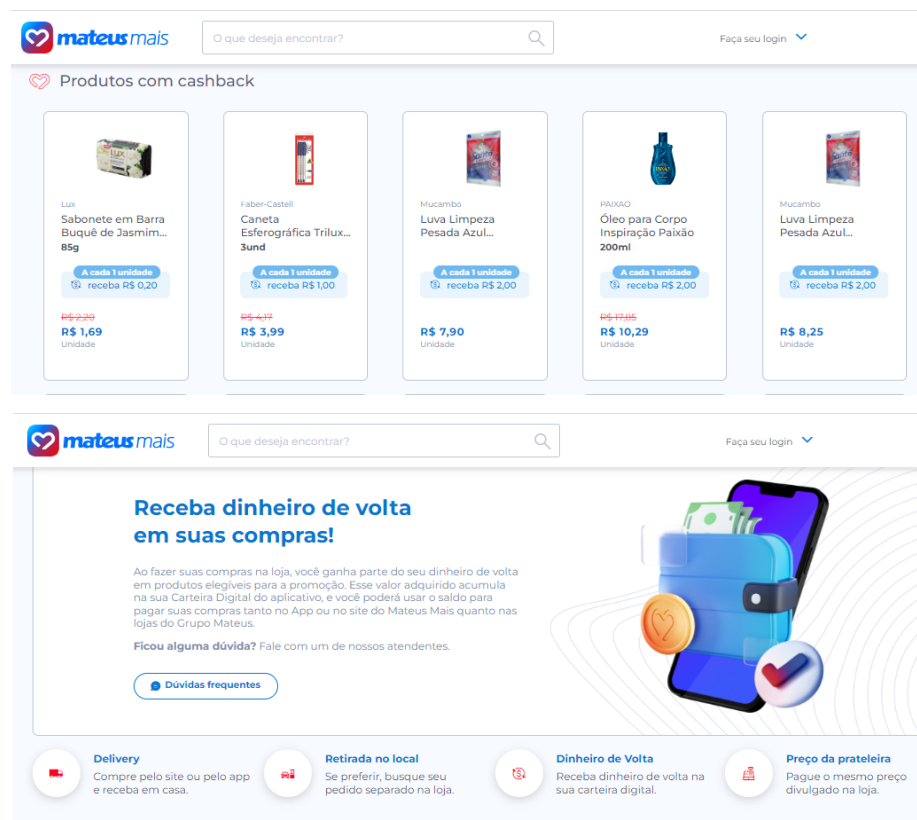 mateus mais
O que deseja encontrar?
Faça seu login
Produtos com cashback
Lux
Sabonete em Barra
Buquê de Jasmim...
85g
A cada 1 unidade
receba R$ 0,20
R$ 2,20
R$ 1,69
Unidade
Faber-Castell
Caneta
Esferográfica Trilux...
3und
A cada 1 unidade
receba R$ 1,00
R$ 4,17
R$ 3,99
Unidade
Mucambo
Luva Limpeza
Pesada Azul...
A cada 1 unidade
receba R$ 2,00
R$ 7,90
Unidade
PAIXAO
Óleo para Corpo
Inspiração Paixão
200ml
A cada 1 unidade
receba R$ 2,00
R$ 17,85
R$ 10,29
Unidade
Mucambo
Luva Limpeza
Pesada Azul...
A cada 1 unidade
receba R$ 2,00
R$ 8,25
Unidade
mateus mais
O que deseja encontrar?
Faça seu login
Receba dinheiro de volta
em suas compras!
Ao fazer suas compras na loja, você ganha parte do seu dinheiro de volta
em produtos elegíveis para a promoção. Esse valor adquirido acumula
na sua Carteira Digital do aplicativo, e você poderá usar o saldo para
pagar suas compras tanto no App ou no site do Mateus Mais quanto nas
lojas do Grupo Mateus.
Ficou alguma dúvida? Fale com um de nossos atendentes.
Dúvidas frequentes
Delivery
Compre pelo site ou pelo app
e receba em casa.
Retirada no local
Se preferir, busque seu
pedido separado na loja.
Dinheiro de Volta
Receba dinheiro de volta na
sua carteira digital.
Preço da prateleira
Pague o mesmo preço
divulgado na loja.